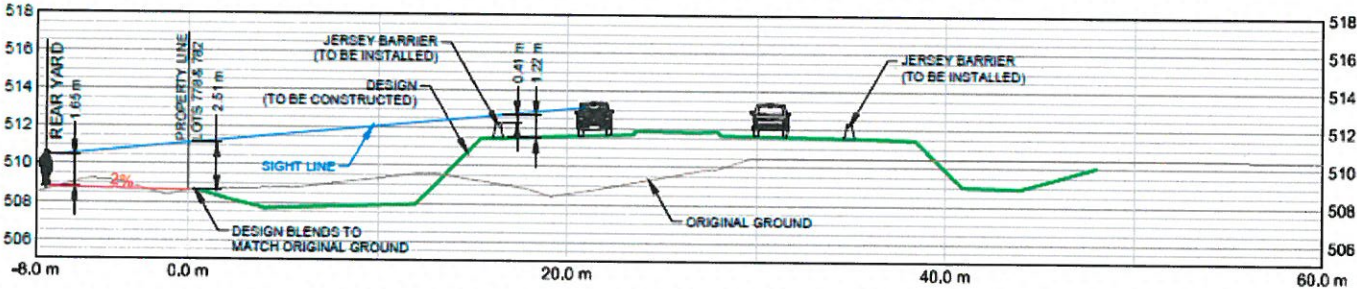 518
516
514
512
510
508
506
REAR YARD
1.65 m
2%
PROPERTY LINE
LOTS 778 & 782
2.51 m
JERSEY BARRIER
(TO BE INSTALLED)
DESIGN
(TO BE CONSTRUCTED)
0.41 m
1.22 m
SIGHT LINE
DESIGN BLENDS TO
MATCH ORIGINAL GROUND
JERSEY BARRIER
(TO BE INSTALLED)
ORIGINAL GROUND
518
516
514
512
510
508
506
-8.0 m
0.0 m
20.0 m
40.0 m
60.0 m